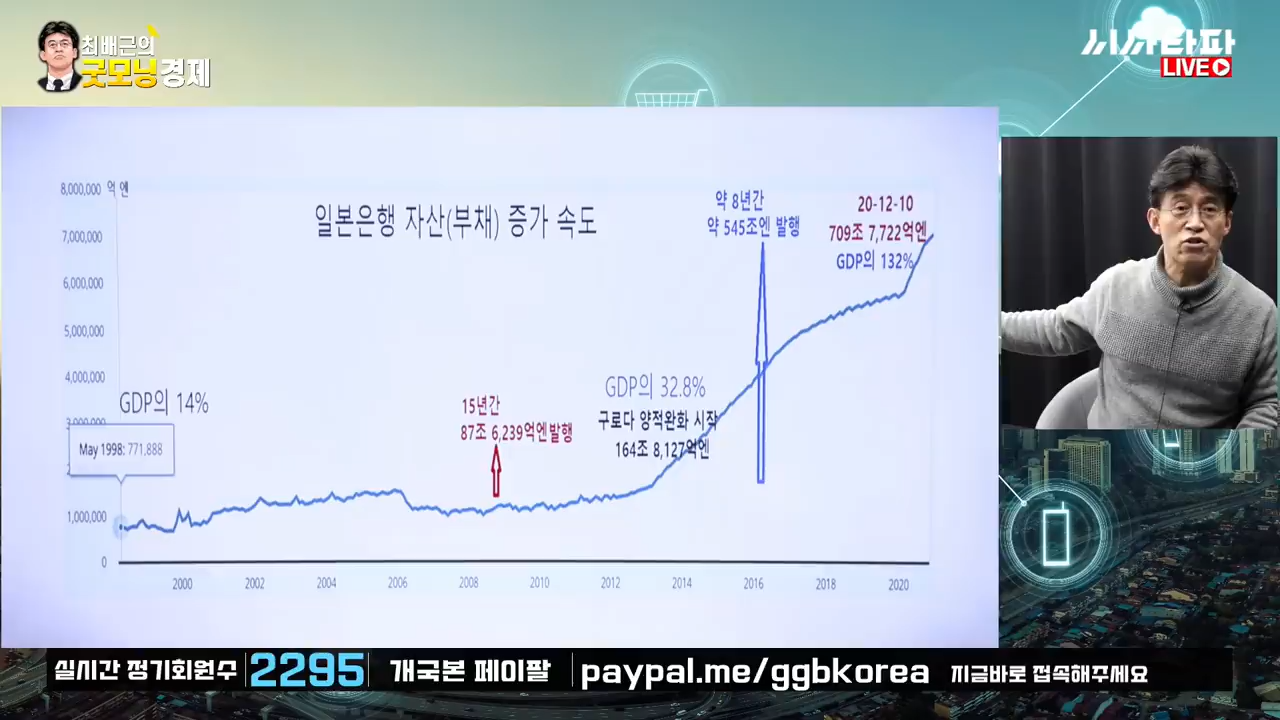 최배근의
굿모닝경제
씨싸라파
LIVE
8,000,000 억 엔
7,000,000
6,000,000
5,000,000
4,000,000
3,000,000
1,000,000
0
일본은행 자산(부채) 증가 속도
약 8년간
약 545조엔 발행
20-12-10
709조 7,722억엔
GDP의 132%
GDP의 14%
May 1998: 771,888
15년간
87조 6,239억엔발행
GDP의 32.8%
구로다 양적완화 시작
164조 8,127억엔
2000 2002 2004 2006 2008 2010 2012 2014 2016 2018 2020
실시간 정기회원수 2295 개국본 페이팔 paypal.me/ggbkorea 지금바로 접속해주세요